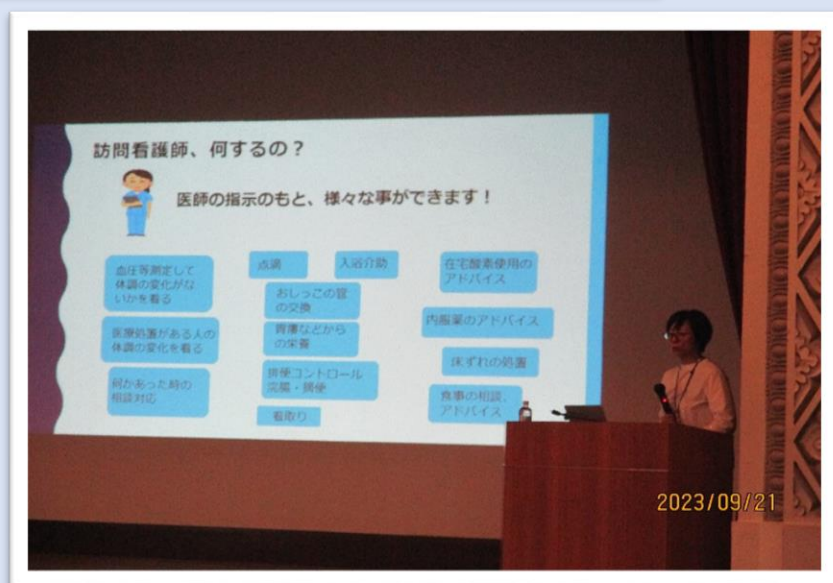 訪問看護師、何するの?
医師の指示のもと、様々な事ができます!
血圧等測定して
体調の変化がな
いかを看る
医療処置がある人の
体調の変化を看る
何かあった時の
相談対応
点滴
入浴介助
おしっこの管
の交換
胃瘻などから
の栄養
排便コントロール
浣腸・摘便
看取り
在宅酸素使用の
アドバイス
内服薬のアドバイス
床ずれの処置
食事の相談、
アドバイス
2023/09/21